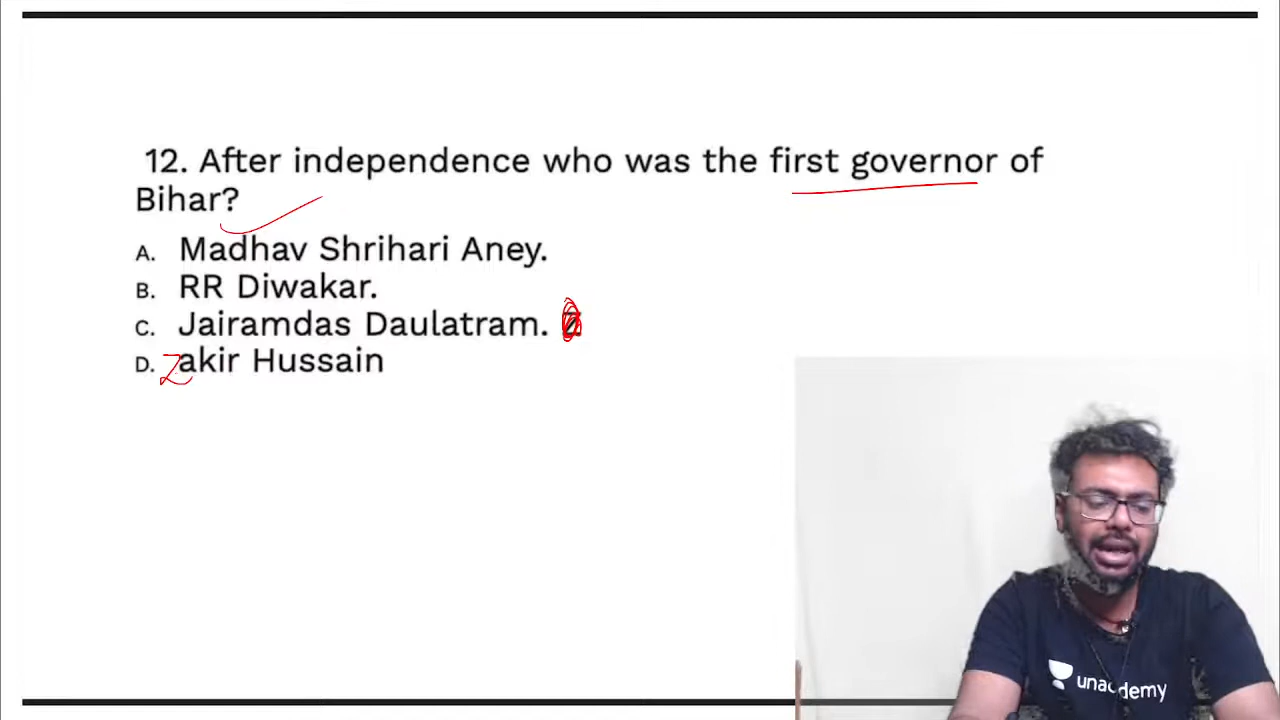 12. After independence who was the first governor of
Bihar?
A. Madhav Shrihari Aney.
B. RR Diwakar.
C. Jairamdas Daulatram.
D. Zakir Hussain
unacademy